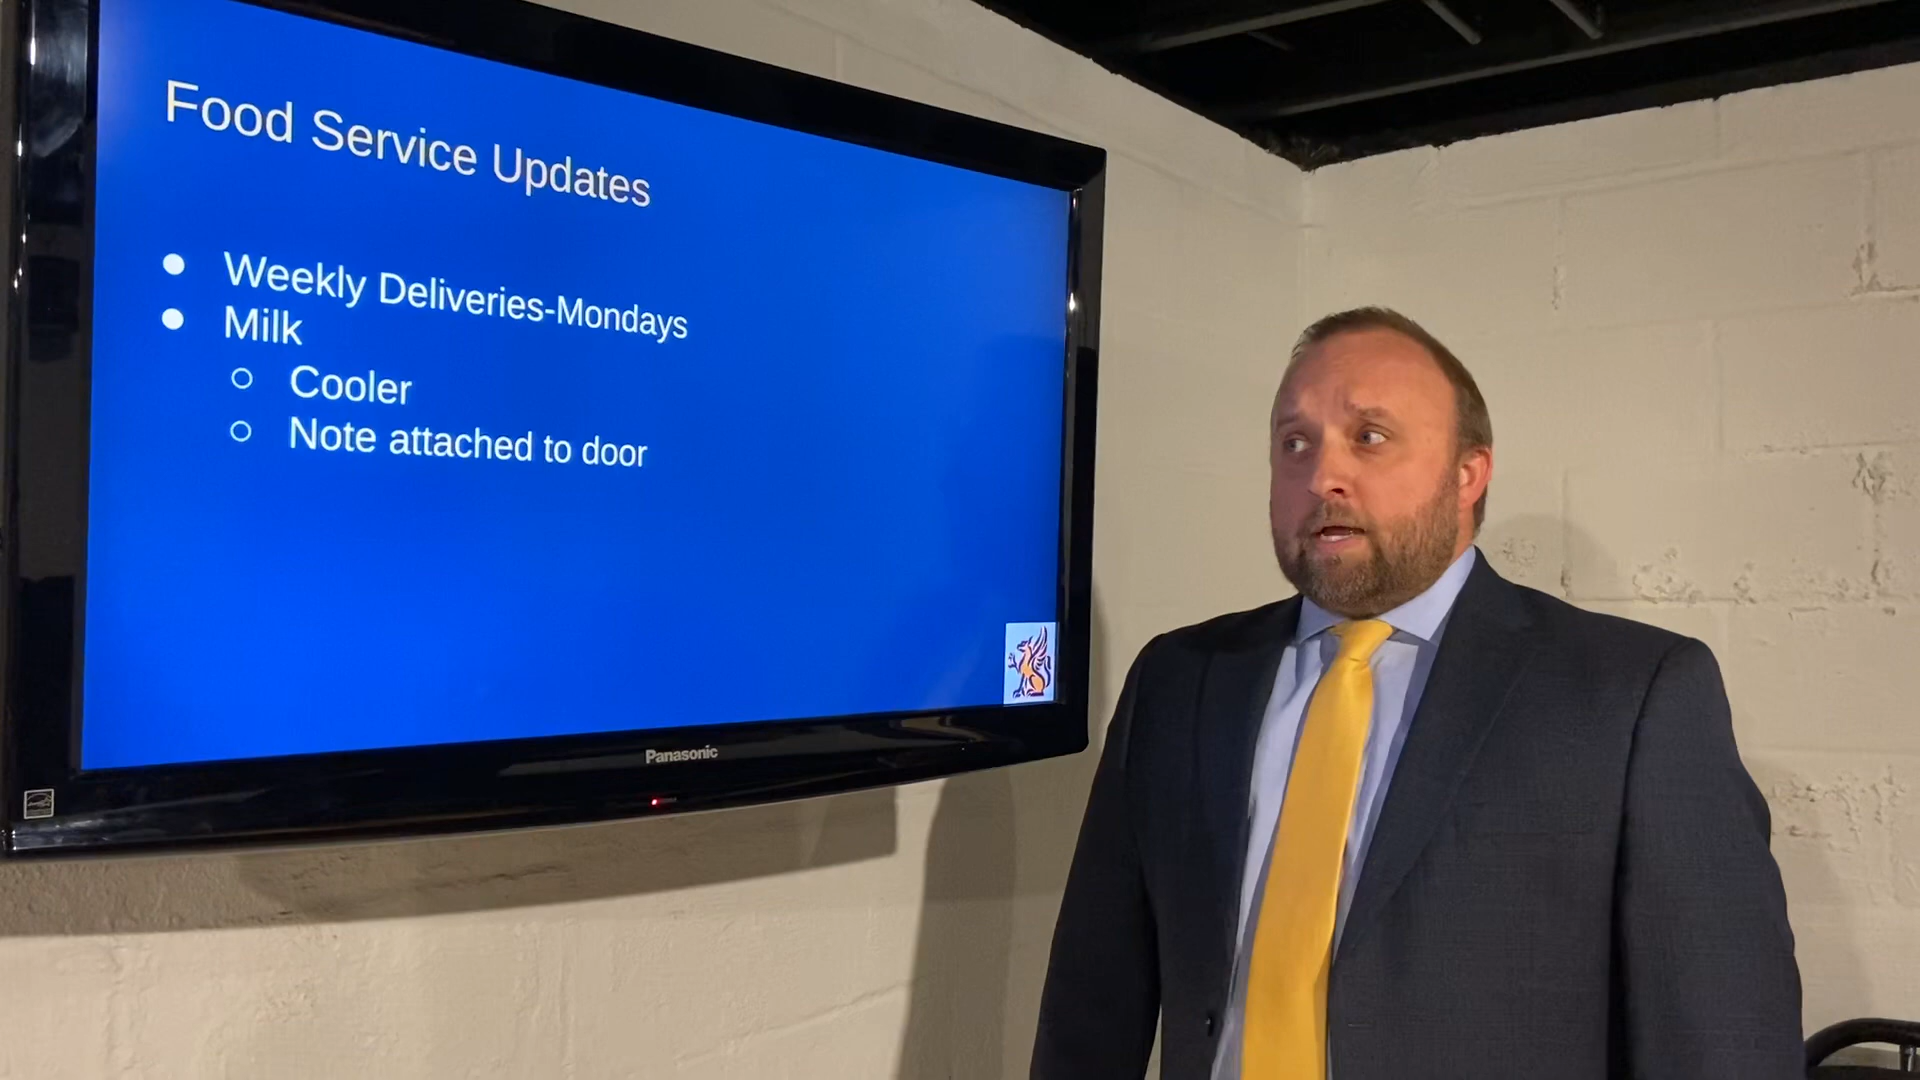 Food Service Updates
● Weekly Deliveries-Mondays
● Milk
○ Cooler
○ Note attached to door
Panasonic